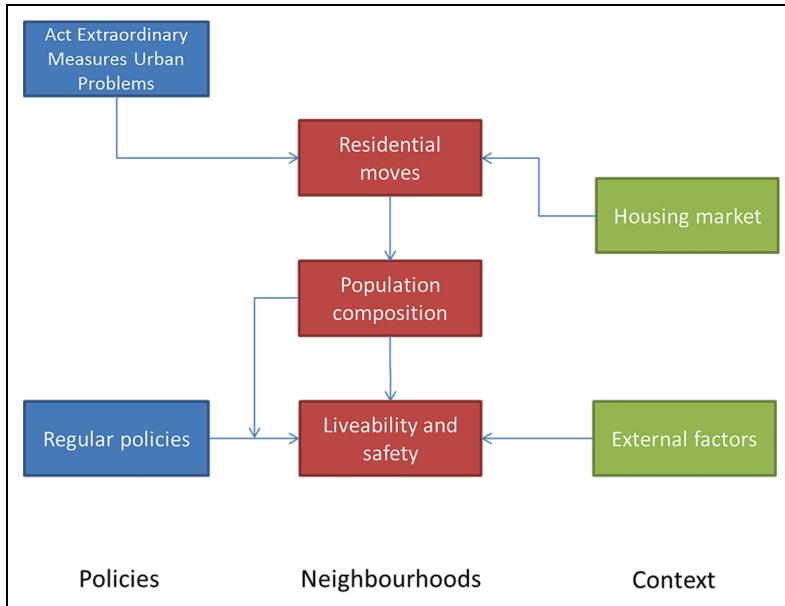 Act Extraordinary
Measures Urban
Problems
Residential
moves
Housing market
Population
composition
Regular policies
Liveability and
safety
External factors
Policies
Neighbourhoods
Context